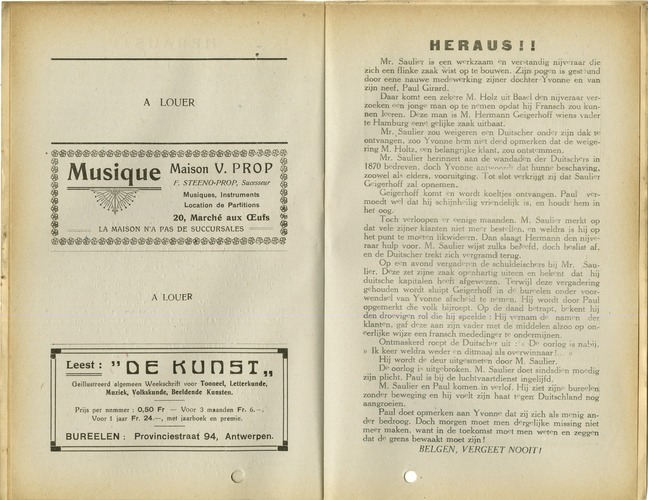 A LOUER
Musique Maison V. PROP
F. STEENO-PROP, Sucesseur
Musiques, Instruments
Location de Partitions
20, Marché aux Œufs
LA MAISON N'A PAS DE SUCCURSALES
A LOUER
Leest : "DE KUNST"
Geïllustreerd algemeen Weekschrift voor Tooneel, Letterkunde,
Muziek, Volkskunde, Beeldende Kunsten.
Prijs per nemmer : 0,50 Fr — Voor 3 maanden Fr. 6.—,
Voor 1 jaar Fr. 24.—, met jaarboek en premie.
BUREELEN : Provinciestraat 94, Antwerpen.
HERAUS!!
Mr. Saulier is een werkzaam en verstandig nijveraar die
zich een flinke zaak wist op te bouwen. Zijn pogen is gesteund
door eene nauwe medewerking zijner dochter Yvonne en van
zijn neef, Paul Girard.
Daar komt een zekere M. Holz uit Basel den nijveraar ver-
zoeken een jonge man op te nemen opdat hij Fransch zou kun-
nen leeren. Deze man is M. Hermann Geigerhoff wiens vader
te Hamburg eene gelijke zaak uitbaat.
Mr. Saulier zou weigeren een Duitscher onder zijn dak te
ontvangen, zoo Yvonne hem niet deed opmerken dat de weige-
ring M. Holtz, een belangrijke klant, zou ontstemmen.
Mr. Saulier herinnert aan de wandaden der Duitschers in
1870 bedreven, doch Yvonne antwoordt dat hunne beschaving,
zoowel als elders, vooruitging. Tot slot verkrijgt zij dat Saulier
Geigerhoff zal opnemen.
Geigerhoff komt en wordt koeltjes ontvangen. Paul ver-
moedt wel dat hij schijnheilig vriendelijk is, en houdt hem in
het oog.
Toch verloopen er eenige maanden. M. Saulier merkt op
dat vele zijner klanten niet meer bestellen, en weldra is hij op
het punt te moeten likwideeren. Dan slaagt Hermann den nijve-
raar hulp voor. M. Saulier wijst zulks beleefd, doch beslist af,
en de Duitscher trekt zich vergramd terug.
Op een avond vergaderen de schuldeischers bij Mr. Sau-
lier. Deze zet zijne zaak openhartig uiteen en bekent dat hij
duitsche kapitalen heeft afgewezen. Terwijl deze vergadering
gehouden wordt sluipt Geigerhoff in de bureelen onder voor-
wendsel van Yvonne afscheid te nemen. Hij wordt door Paul
opgemerkt die volk bijroept. Op de daad betrapt, bekent hij
den droevigen rol die hij speelde : Hij vernam de namen der
klanten, gaf deze aan zijn vader met de middelen alzoo op on-
eerlijke wijze een fransch mededinger te ondermijnen.
Ontmaskerd roept de Duitscher uit : « De oorlog is nabij,
» Ik keer weldra weder en ditmaal als overwinnaar! »
Hij wordt de deur uitgesmeten door M. Saulier.
De oorlog is uitgebroken. M. Saulier doet sindsdien moedig
zijn plicht. Paul is bij de luchtvaartdienst ingelijfd.
M. Saulier en Paul komen in verlof. Hij ziet zijne bureelen
zonder beweging en hij voelt zijn haat tegen Duitschland nog
aangroeien.
Paul doet opmerken aan Yvonne dat zij zich als menig an-
der bedroog. Doch morgen moet men dergelijke missing niet
meer maken, want in de toekomst moet men weten en zeggen
dat de grens bewaakt moet zijn!
BELGEN, VERGEET NOOIT!